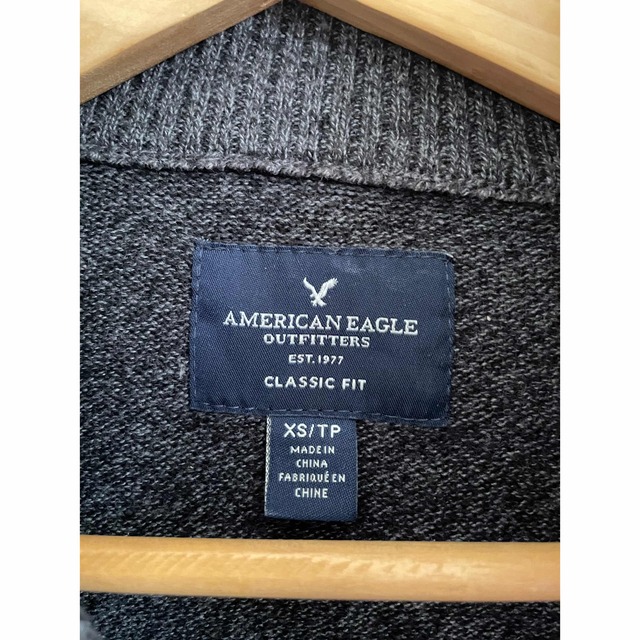 AMERICAN EAGLE
OUTFITTERS
EST. 1977
CLASSIC FIT
XS/TP
MADE IN
CHINA
FABRIQUÉ EN
CHINE